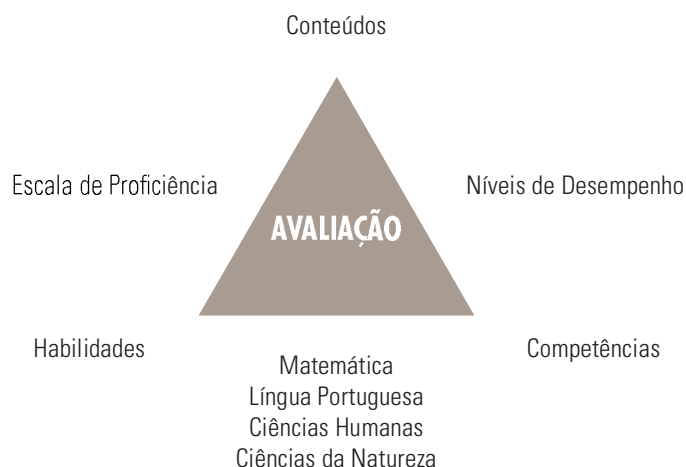 Conteúdos
Escala de Proficiência
Níveis de Desempenho
AVALIAÇÃO
Habilidades
Competências
Matemática
Língua Portuguesa
Ciências Humanas
Ciências da Natureza